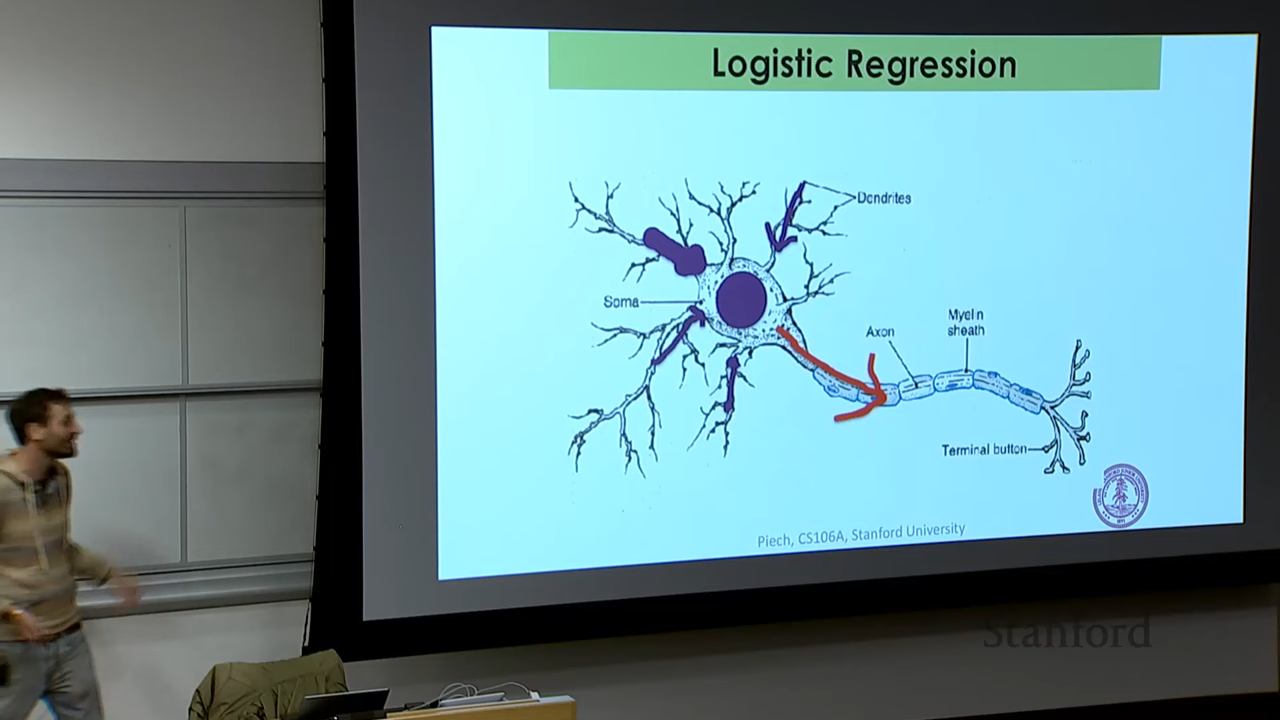 Logistic Regression
Dendrites
Soma
Axon
Myelin
sheath
Terminal button
Piech, CS106A, Stanford University
Stanford